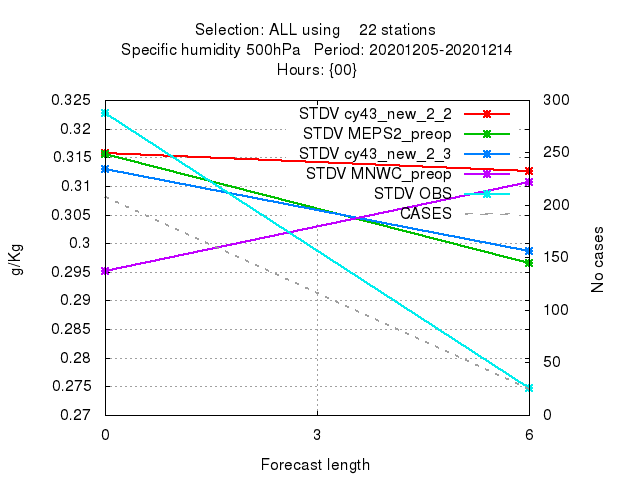 Selection: ALL using 22 stations
Specific humidity 500hPa Period: 20201205-20201214
Hours: {00}
STDV cy43_new_2_2
STDV MEPS2_preop
STDV cy43_new_2_3
STDV MNWC_preop
STDV OBS
CASES
g/Kg
0.325
0.32
0.315
0.31
0.305
0.3
0.295
0.29
0.285
0.28
0.275
0.27
300
250
200
150
100
50
0
No cases
0 3 6
Forecast length